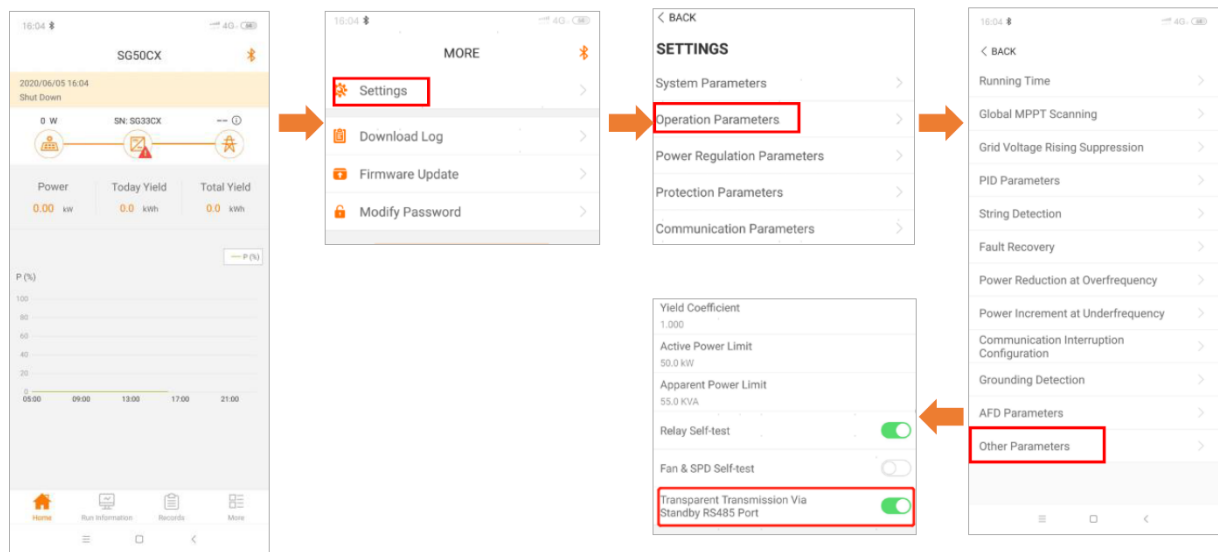 16:04
4G
SG50CX
2020/06/05 16:04
Shut Down
0 W
SN: SG33CX
--
Power
Today Yield
Total Yield
0.00 kW
0.0 kWh
0.0 kWh
P (%)
P (%)
100
80
60
40
20
0
05:00
09:00
13:00
17:00
21:00
Home
Run Information
Records
More
16:04
4G
MORE
Settings
Download Log
Firmware Update
Modify Password
BACK
SETTINGS
System Parameters
Operation Parameters
Power Regulation Parameters
Protection Parameters
Communication Parameters
16:04
4G
BACK
Running Time
Global MPPT Scanning
Grid Voltage Rising Suppression
PID Parameters
String Detection
Fault Recovery
Power Reduction at Overfrequency
Power Increment at Underfrequency
Communication Interruption
Configuration
Grounding Detection
AFD Parameters
Other Parameters
Yield Coefficient
1.000
Active Power Limit
50.0 kW
Apparent Power Limit
55.0 KVA
Relay Self-test
Fan & SPD Self-test
Transparent Transmission Via
Standby RS485 Port